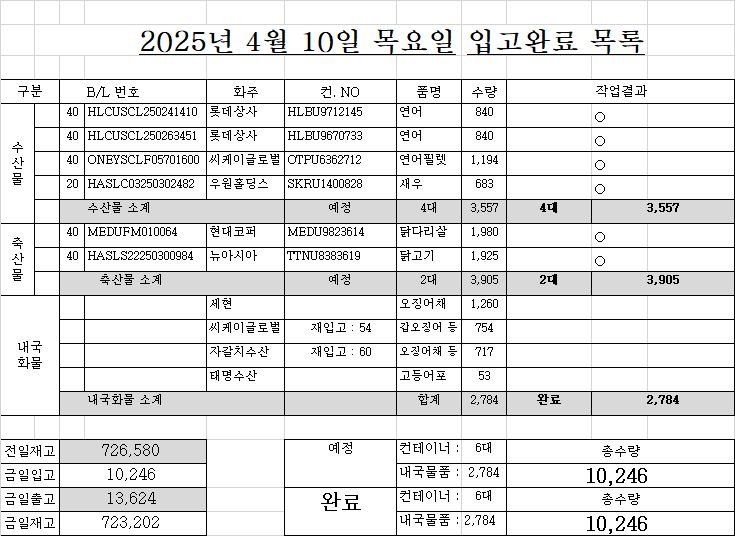 2025년 4월 10일 목요일 입고완료 목록
구분 B/L 번호 화주 컨. NO 품명 수량 작업결과
수산물 40 HLCUSCL250241410 롯데상사 HLBU9712145 연어 840 ○
40 HLCUSCL250263451 롯데상사 HLBU9670733 연어 840 ○
40 ONEYSCLF05701600 씨케이글로벌 OTPU6362712 연어필렛 1,194 ○
20 HASLC03250302482 우원홀딩스 SKRU1400828 새우 683 ○
수산물 소계 예정 4대 3,557 4대 3,557
축산물 40 MEDUFM010064 현대코퍼 MEDU9823614 닭다리살 1,980 ○
40 HASLS22250300984 뉴아시아 TTNU8383619 닭고기 1,925 ○
축산물 소계 예정 2대 3,905 2대 3,905
내국화물 세현 오징어채 1,260
씨케이글로벌 재입고 : 54 갑오징어 등 754
자갈치수산 재입고 : 60 오징어채 등 717
태명수산 고등어포 53
내국화물 소계 합계 2,784 완료 2,784
전일재고 726,580 예정 컨테이너 : 6대 총수량
금일입고 10,246 내국물품 : 2,784 10,246
금일출고 13,624 완료 컨테이너 : 6대 총수량
금일재고 723,202 내국물품 : 2,784 10,246